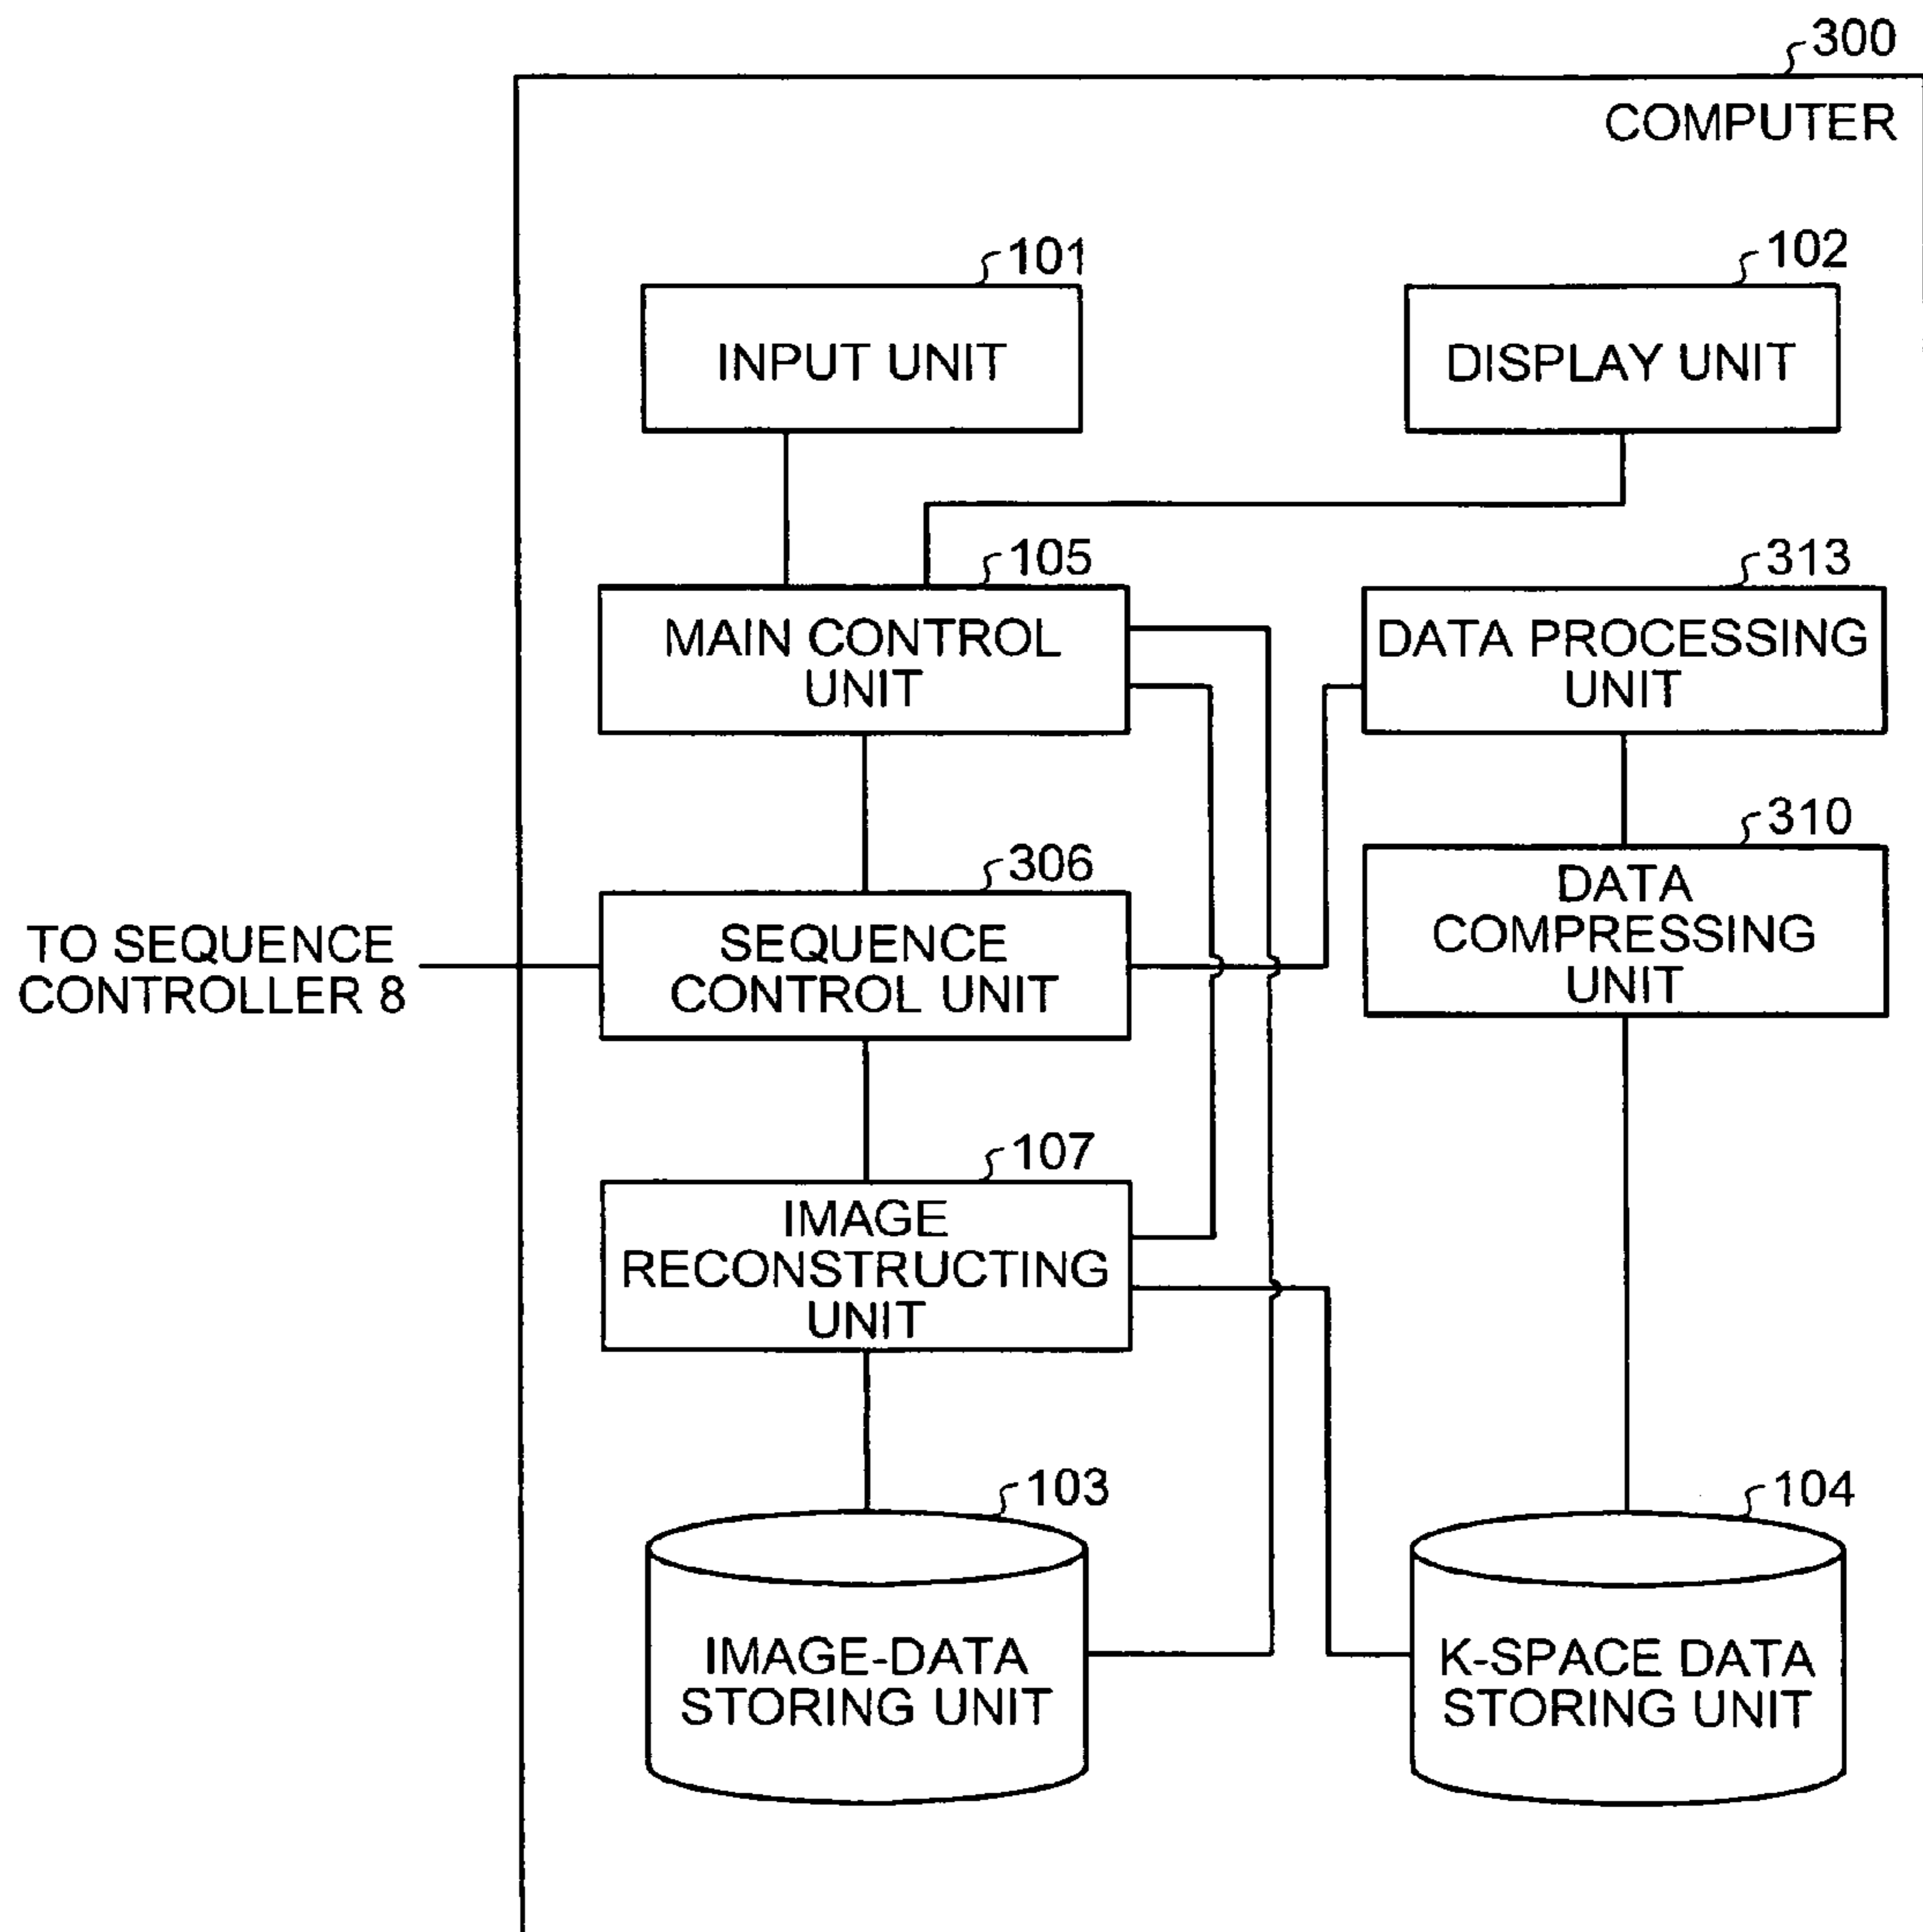 300
COMPUTER
101
INPUT UNIT
102
DISPLAY UNIT
105
MAIN CONTROL
UNIT
313
DATA PROCESSING
UNIT
310
DATA
COMPRESSING
UNIT
306
SEQUENCE
CONTROL UNIT
TO SEQUENCE
CONTROLLER 8
107
IMAGE
RECONSTRUCTING
UNIT
103
IMAGE-DATA
STORING UNIT
104
K-SPACE DATA
STORING UNIT